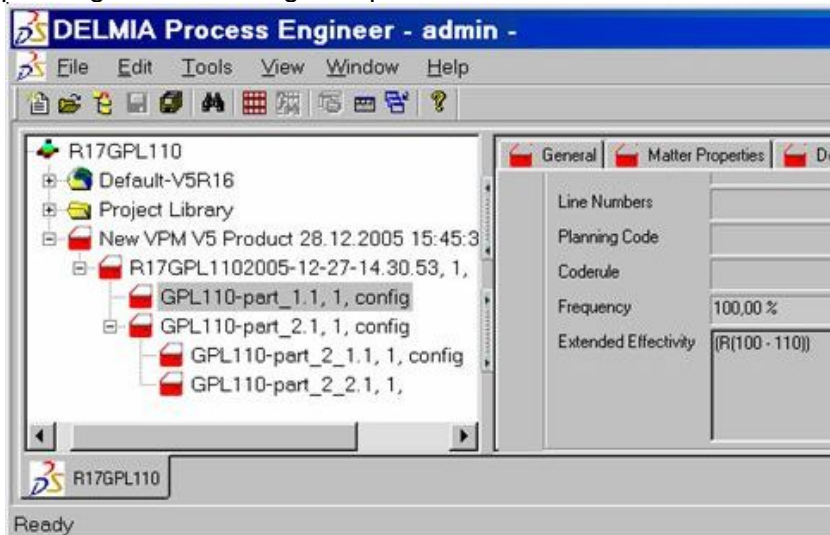 DELMIA Process Engineer - admin -
File Edit Tools View Window Help
R17GPL110
Default-V5R16
Project Library
New VPM V5 Product 28.12.2005 15:45:3
R17GPL1102005-12-27-14.30.53, 1,
GPL110-part_1.1, 1, config
GPL110-part_2.1, 1, config
GPL110-part_2_1.1, 1, config
GPL110-part_2_2.1, 1,
General Matter Properties
Line Numbers
Planning Code
Coderule
Frequency 100,00 %
Extended Effectivity (R(100 - 110))
R17GPL110
Ready